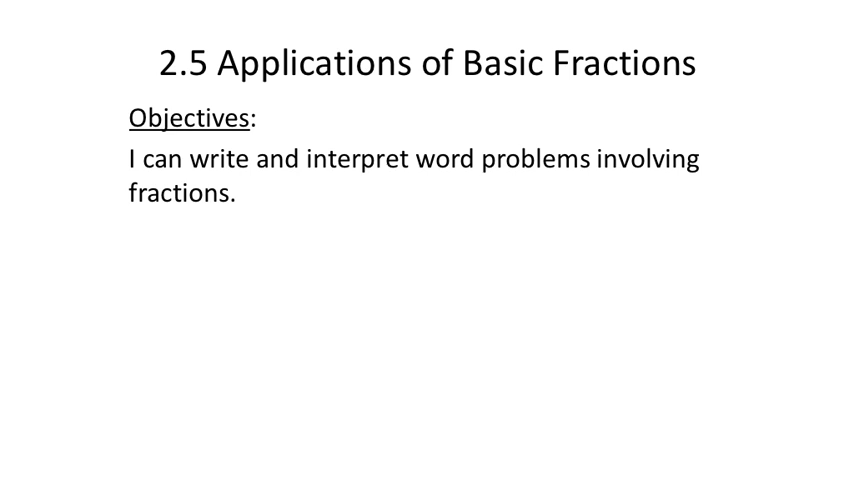 2.5 Applications of Basic Fractions
Objectives:
I can write and interpret word problems involving
fractions.